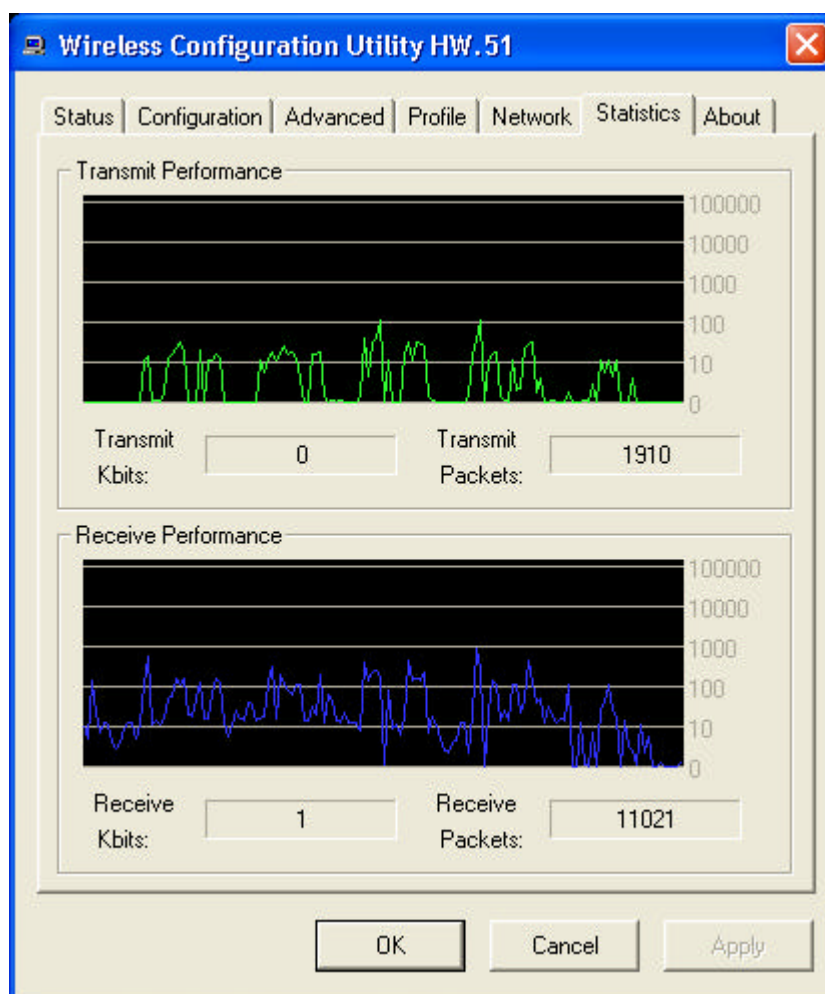 Wireless Configuration Utility HW.51
Status Configuration Advanced Profile Network Statistics About
Transmit Performance
100000
10000
1000
100
10
0
Transmit Kbits:
0
Transmit Packets:
1910
Receive Performance
100000
10000
1000
100
10
0
Receive Kbits:
1
Receive Packets:
11021
OK Cancel Apply